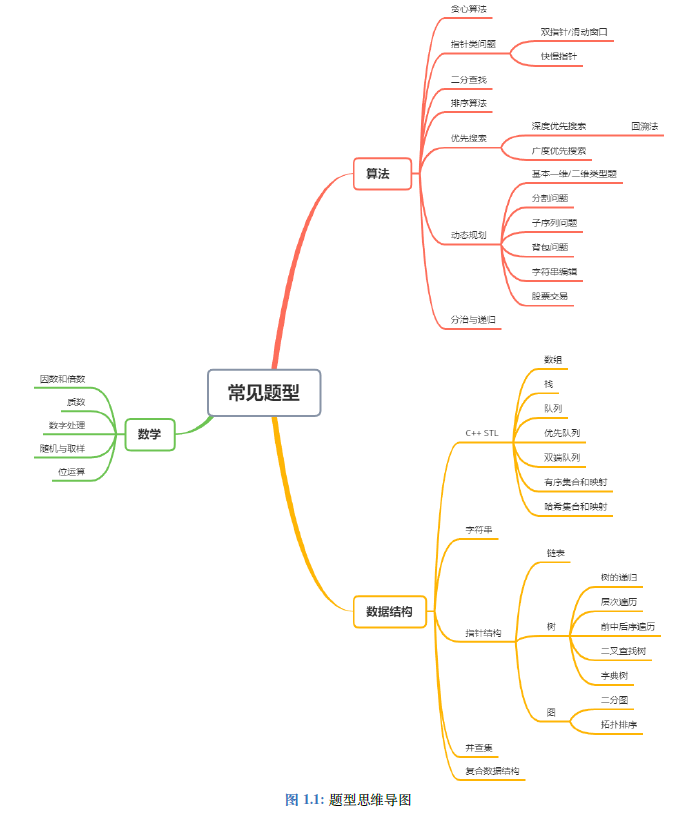 贪心算法
指针类问题
双指针/滑动窗口
快慢指针
二分查找
排序算法
优先搜索
深度优先搜索
回溯法
广度优先搜索
算法
动态规划
基本一维/二维类型题
分割问题
子序列问题
背包问题
字符串编辑
股票交易
分治与递归
常见题型
数学
因数和倍数
质数
数字处理
随机与取样
位运算
数据结构
C++ STL
数组
栈
队列
优先队列
双端队列
有序集合和映射
哈希集合和映射
字符串
指针结构
链表
树
树的递归
层次遍历
前中后序遍历
二叉查找树
字典树
图
二分图
拓扑排序
并查集
复合数据结构
图 1.1: 题型思维导图